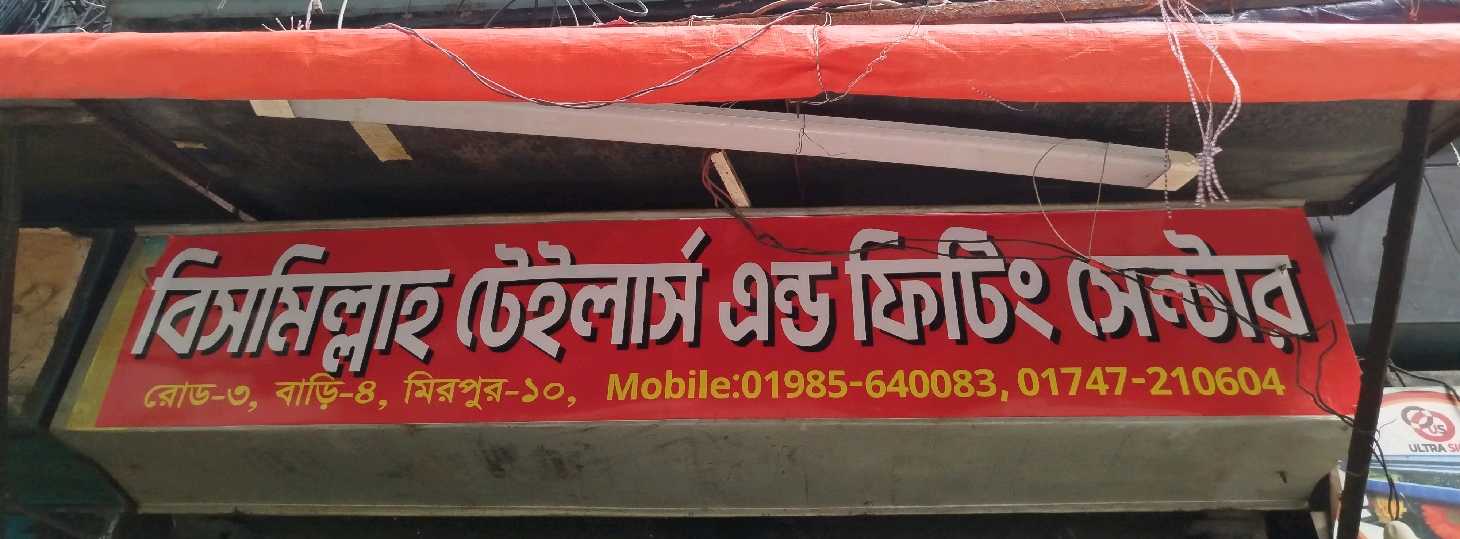 বিসমিল্লাহ টেইলার্স এন্ড ফিটিং সেন্টার
রোড-৩, বাড়ি-৪, মিরপুর-১০, Mobile:01985-640083, 01747-210604
ULTRA